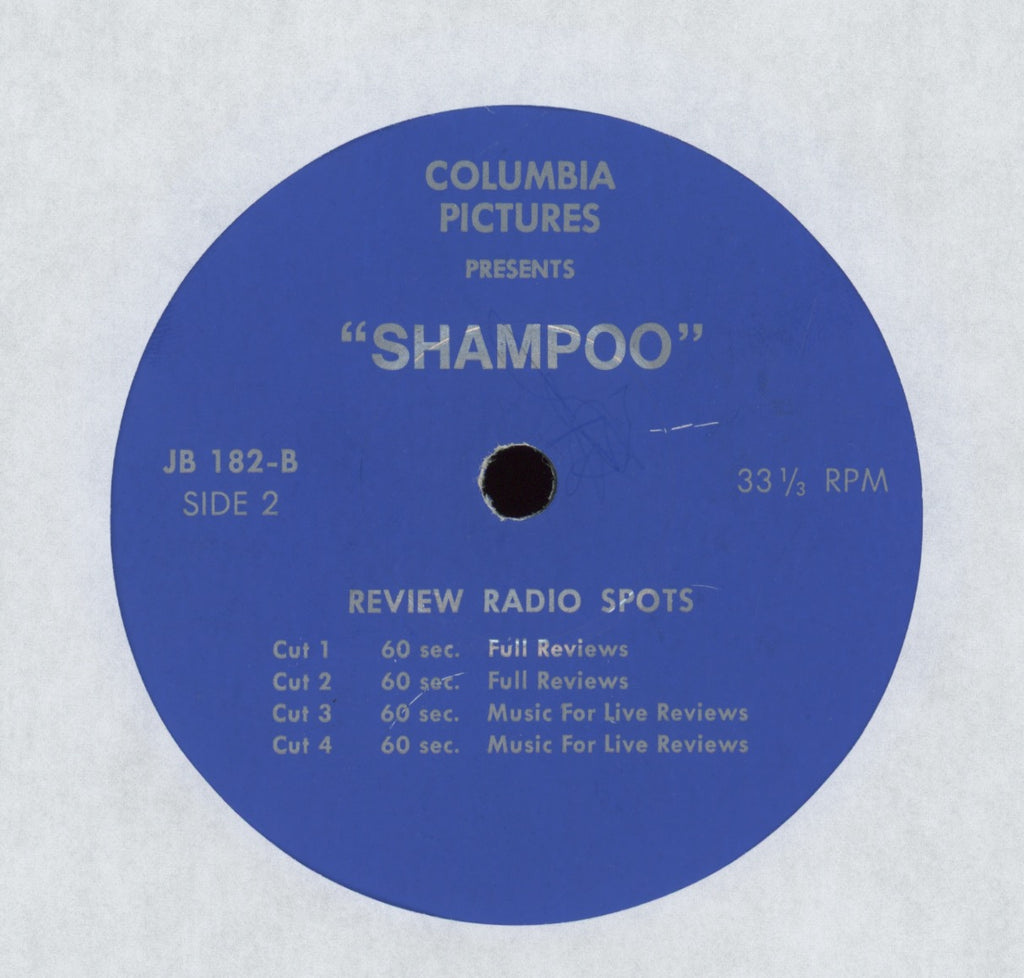 COLUMBIA
PICTURES
PRESENTS
“SHAMPOO”
JB 182-B
SIDE 2
33 ⅓ RPM
REVIEW RADIO SPOTS
Cut 1 60 sec. Full Reviews
Cut 2 60 sec. Full Reviews
Cut 3 60 sec. Music For Live Reviews
Cut 4 60 sec. Music For Live Reviews